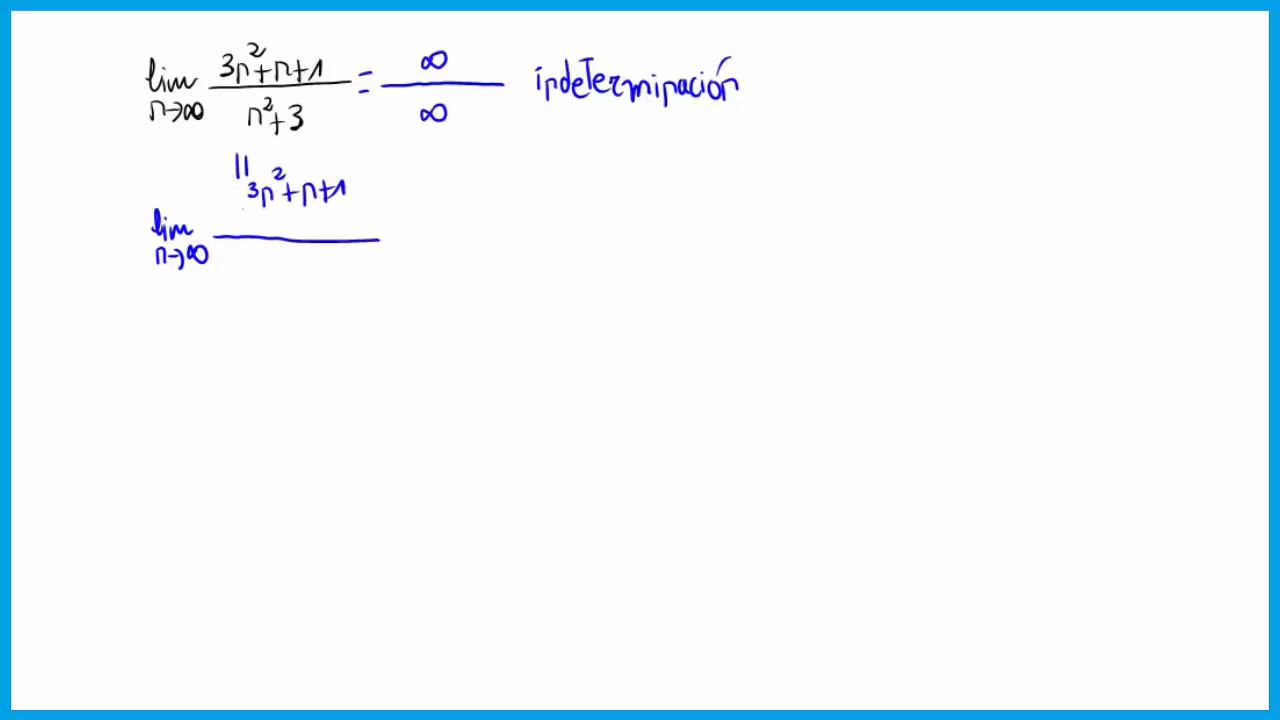 lim n→∞ (3n²+n+1)/(n²+3) = ∞/∞ indeterminación
||
lim n→∞ 3n²+n+1